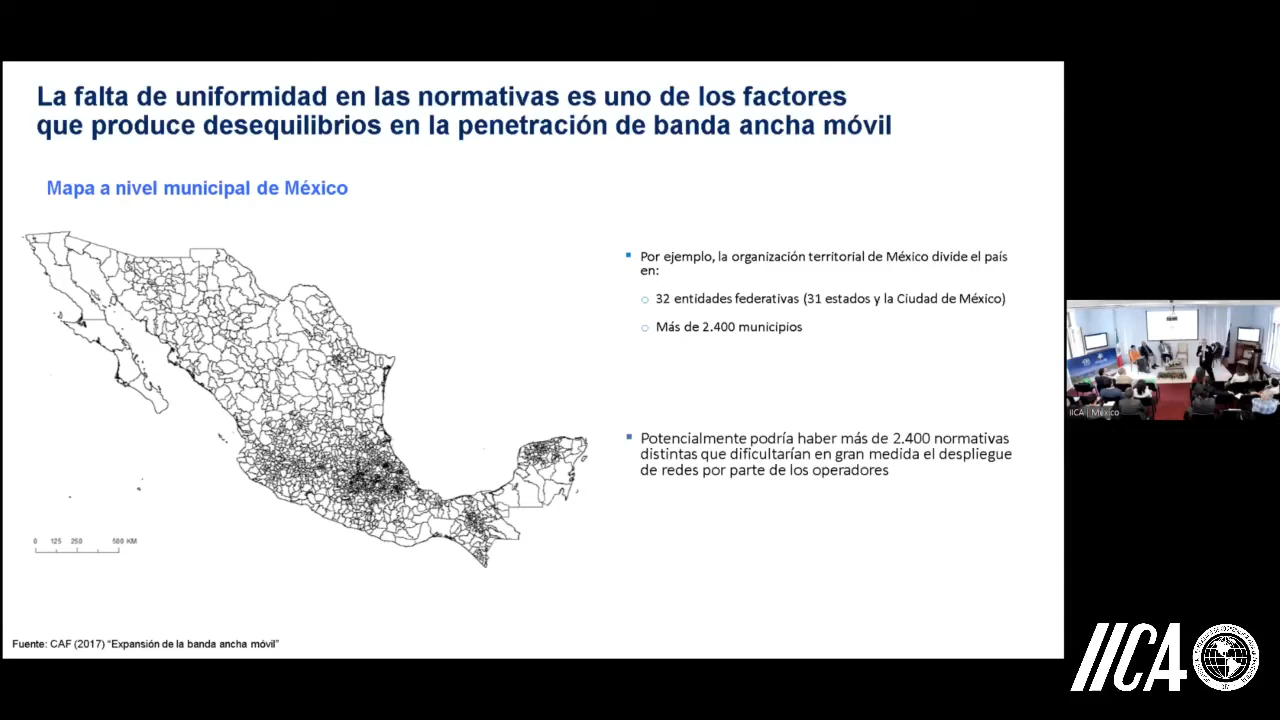 La falta de uniformidad en las normativas es uno de los factores
que produce desequilibrios en la penetración de banda ancha móvil
Mapa a nivel municipal de México
Por ejemplo, la organización territorial de México divide el país
en:
32 entidades federativas (31 estados y la Ciudad de México)
Más de 2.400 municipios
Potencialmente podría haber más de 2.400 normativas
distintas que dificultarían en gran medida el despliegue
de redes por parte de los operadores
0 125 250 500 KM
Fuente: CAF (2017) "Expansión de la banda ancha móvil"
IICA | México
IICA